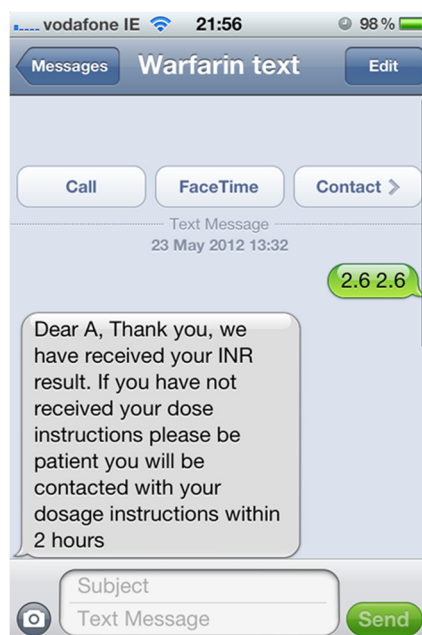 vodafone IE 21:56 98%
Messages Warfarin text Edit
Call FaceTime Contact
Text Message
23 May 2012 13:32
2.6 2.6
Dear A, Thank you, we
have received your INR
result. If you have not
received your dose
instructions please be
patient you will be
contacted with your
dosage instructions within
2 hours
Subject
Text Message Send